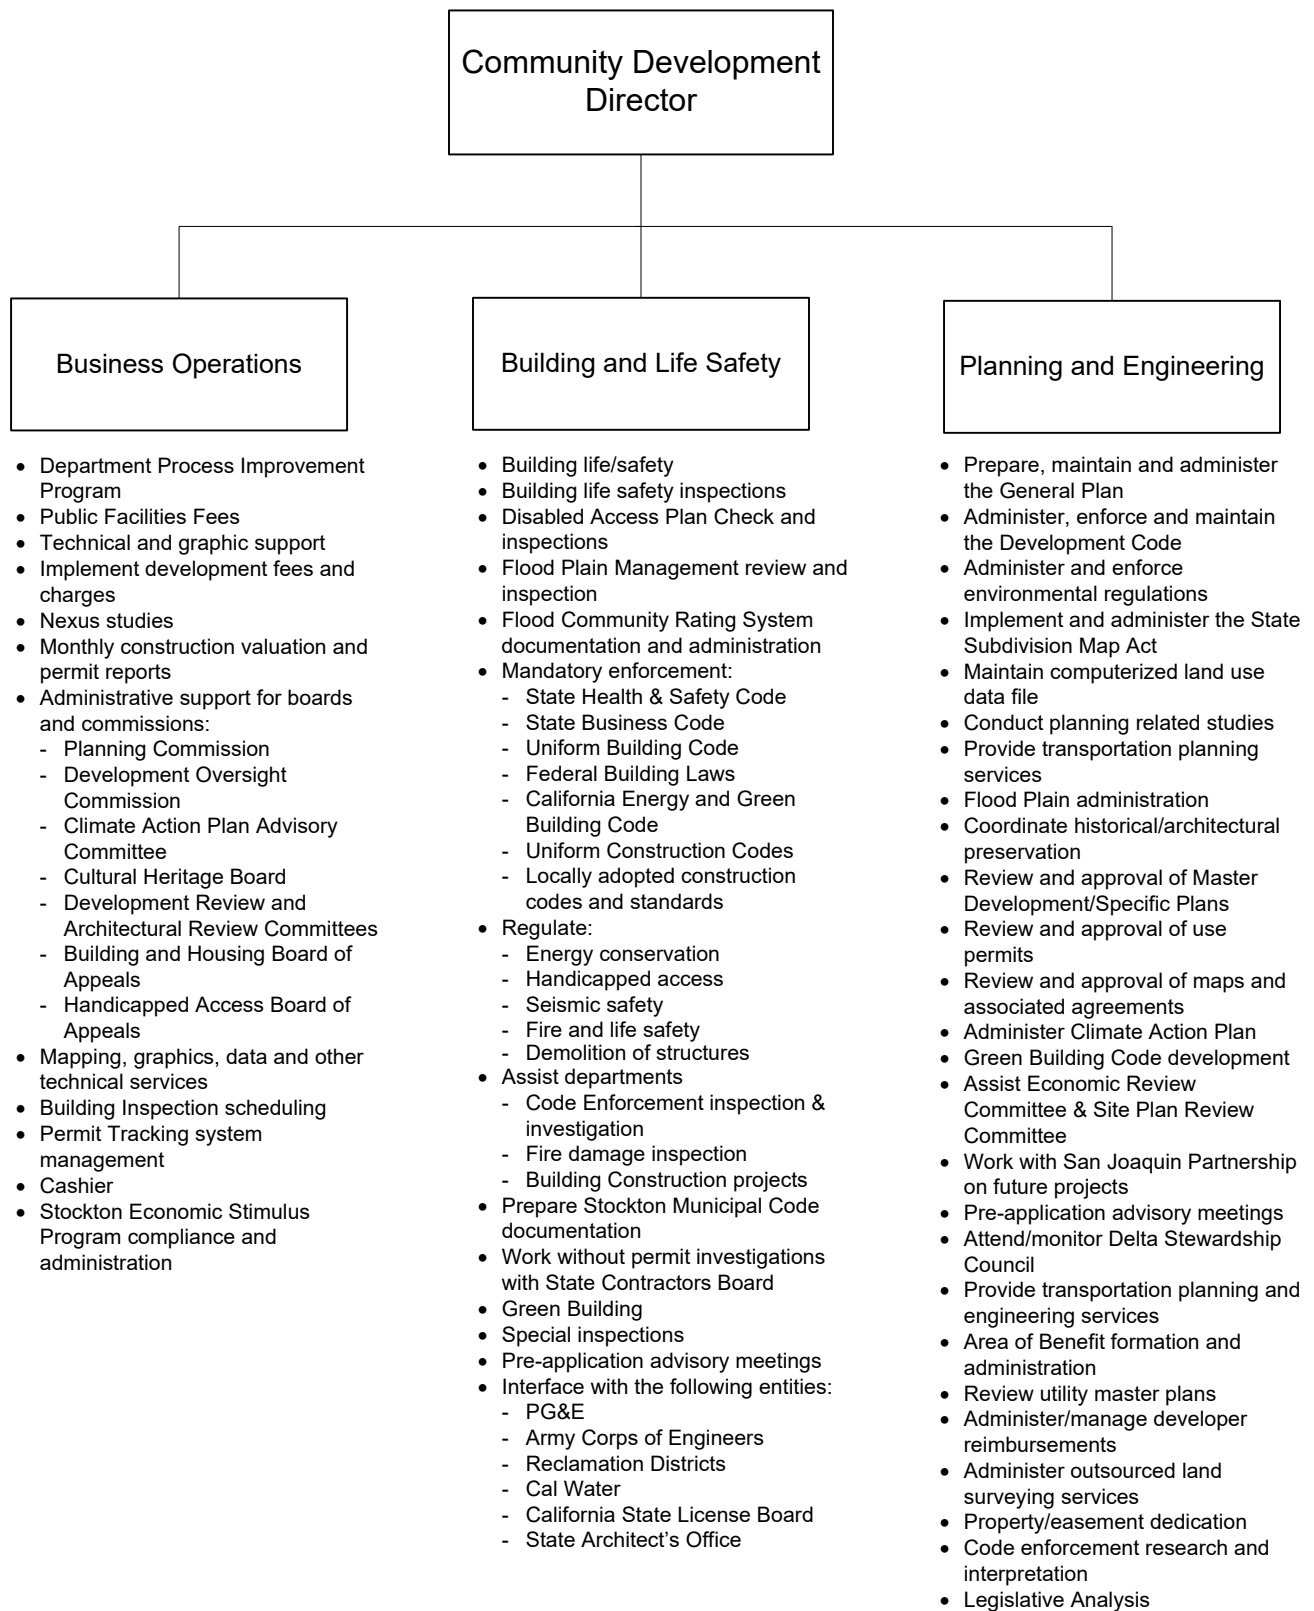 Community Development
Director
Business Operations
• Department Process Improvement
Program
• Public Facilities Fees
• Technical and graphic support
• Implement development fees and
charges
• Nexus studies
• Monthly construction valuation and
permit reports
• Administrative support for boards
and commissions:
- Planning Commission
- Development Oversight
Commission
- Climate Action Plan Advisory
Committee
- Cultural Heritage Board
- Development Review and
Architectural Review Committees
- Building and Housing Board of
Appeals
- Handicapped Access Board of
Appeals
• Mapping, graphics, data and other
technical services
• Building Inspection scheduling
• Permit Tracking system
management
• Cashier
• Stockton Economic Stimulus
Program compliance and
administration
Building and Life Safety
• Building life/safety
• Building life safety inspections
• Disabled Access Plan Check and
inspections
• Flood Plain Management review and
inspection
• Flood Community Rating System
documentation and administration
• Mandatory enforcement:
- State Health & Safety Code
- State Business Code
- Uniform Building Code
- Federal Building Laws
- California Energy and Green
Building Code
- Uniform Construction Codes
- Locally adopted construction
codes and standards
• Regulate:
- Energy conservation
- Handicapped access
- Seismic safety
- Fire and life safety
- Demolition of structures
• Assist departments
- Code Enforcement inspection &
investigation
- Fire damage inspection
- Building Construction projects
• Prepare Stockton Municipal Code
documentation
• Work without permit investigations
with State Contractors Board
• Green Building
• Special inspections
• Pre-application advisory meetings
• Interface with the following entities:
- PG&E
- Army Corps of Engineers
- Reclamation Districts
- Cal Water
- California State License Board
- State Architect's Office
Planning and Engineering
• Prepare, maintain and administer
the General Plan
• Administer, enforce and maintain
the Development Code
• Administer and enforce
environmental regulations
• Implement and administer the State
Subdivision Map Act
• Maintain computerized land use
data file
• Conduct planning related studies
• Provide transportation planning
services
• Flood Plain administration
• Coordinate historical/architectural
preservation
• Review and approval of Master
Development/Specific Plans
• Review and approval of use
permits
• Review and approval of maps and
associated agreements
• Administer Climate Action Plan
• Green Building Code development
• Assist Economic Review
Committee & Site Plan Review
Committee
• Work with San Joaquin Partnership
on future projects
• Pre-application advisory meetings
• Attend/monitor Delta Stewardship
Council
• Provide transportation planning and
engineering services
• Area of Benefit formation and
administration
• Review utility master plans
• Administer/manage developer
reimbursements
• Administer outsourced land
surveying services
• Property/easement dedication
• Code enforcement research and
interpretation
• Legislative Analysis